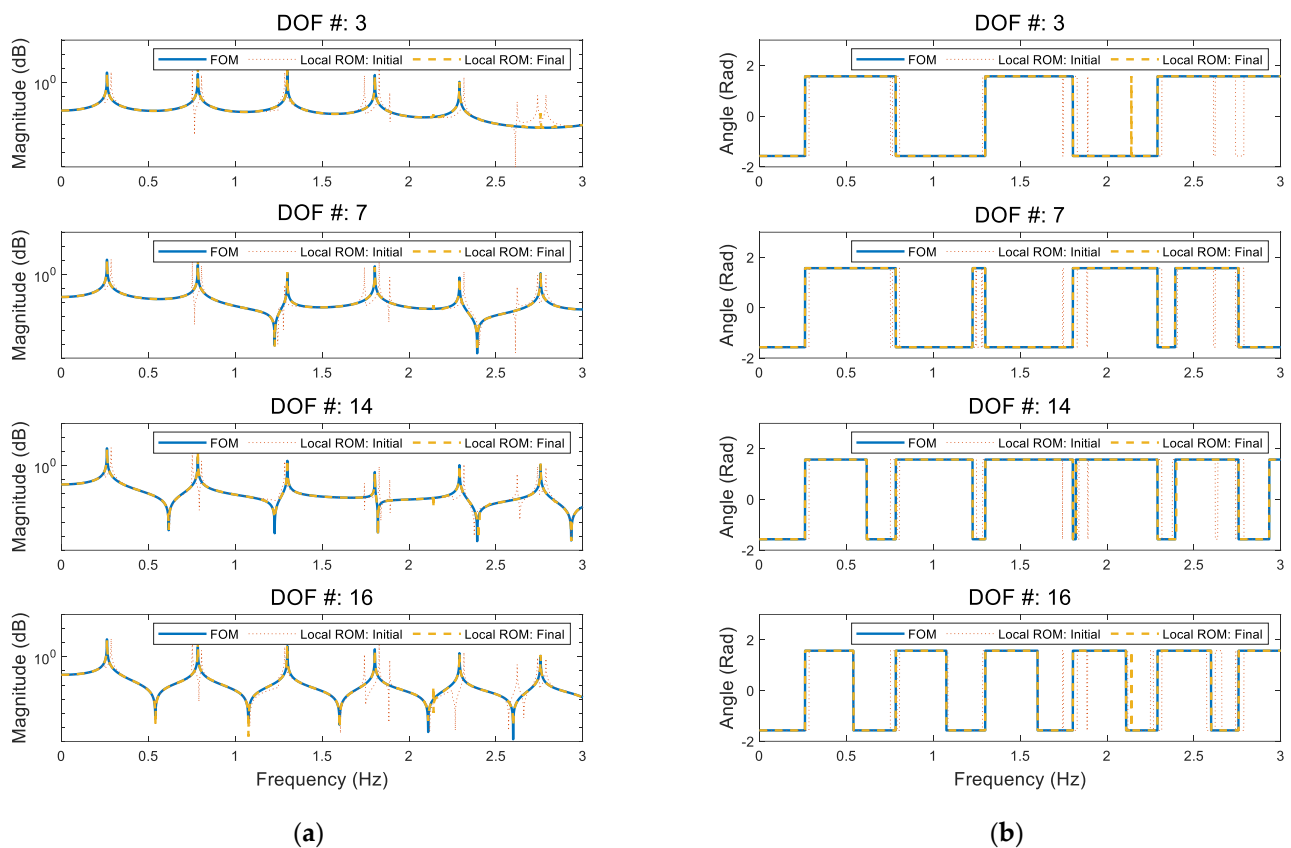 DOF #: 3
Magnitude (dB)
10^0
FOM Local ROM: Initial Local ROM: Final
0 0.5 1 1.5 2 2.5 3
DOF #: 7
Magnitude (dB)
10^0
FOM Local ROM: Initial Local ROM: Final
0 0.5 1 1.5 2 2.5 3
DOF #: 14
Magnitude (dB)
10^0
FOM Local ROM: Initial Local ROM: Final
0 0.5 1 1.5 2 2.5 3
DOF #: 16
Magnitude (dB)
10^0
FOM Local ROM: Initial Local ROM: Final
0 0.5 1 1.5 2 2.5 3
Frequency (Hz)
(a)
DOF #: 3
Angle (Rad)
2
0
-2
FOM Local ROM: Initial Local ROM: Final
0 0.5 1 1.5 2 2.5 3
DOF #: 7
Angle (Rad)
2
0
-2
FOM Local ROM: Initial Local ROM: Final
0 0.5 1 1.5 2 2.5 3
DOF #: 14
Angle (Rad)
2
0
-2
FOM Local ROM: Initial Local ROM: Final
0 0.5 1 1.5 2 2.5 3
DOF #: 16
Angle (Rad)
2
0
-2
FOM Local ROM: Initial Local ROM: Final
0 0.5 1 1.5 2 2.5 3
Frequency (Hz)
(b)